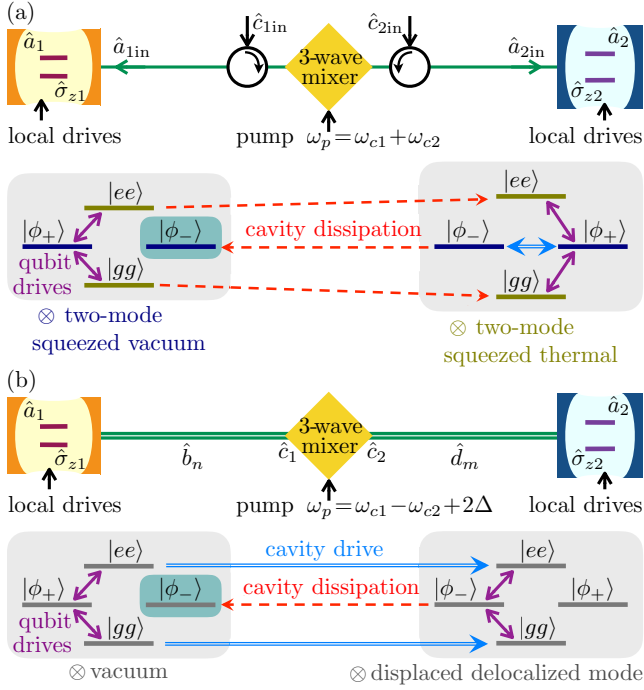 (a)
â₁ â₁ᵢₙ ĉ₁ᵢₙ 3-wave mixer ĉ₂ᵢₙ â₂ᵢₙ â₂
σ̂z1 σ̂z2
local drives pump ωₚ=ωc1+ωc2 local drives
|ee⟩ |ee⟩
|ϕ₊⟩ |ϕ₋⟩ cavity dissipation |ϕ₋⟩ |ϕ₊⟩
qubit drives |gg⟩ |gg⟩
⊗ two-mode squeezed vacuum
⊗ two-mode squeezed thermal
(b)
â₁ 3-wave mixer â₂
σ̂z1 b̂ₙ ĉ₁ ĉ₂ d̂ₘ σ̂z2
local drives pump ωₚ=ωc1−ωc2+2Δ local drives
|ee⟩ cavity drive |ee⟩
|ϕ₊⟩ |ϕ₋⟩ cavity dissipation |ϕ₋⟩ |ϕ₊⟩
qubit drives |gg⟩ |gg⟩
⊗ vacuum ⊗ displaced delocalized mode